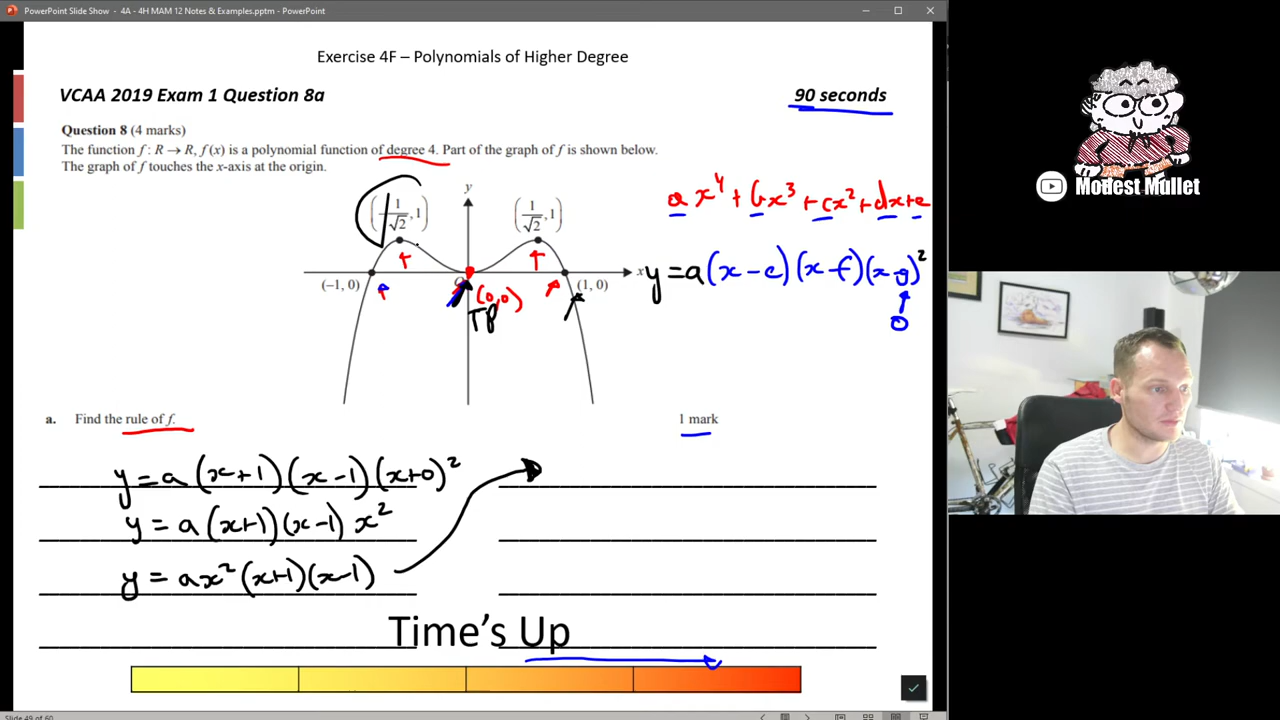 PowerPoint Slide Show - 4A - 4H MAM 12 Notes & Examples.pptm - PowerPoint
Exercise 4F – Polynomials of Higher Degree
VCAA 2019 Exam 1 Question 8a
90 seconds
Question 8 (4 marks)
The function f : R → R, f(x) is a polynomial function of degree 4. Part of the graph of f is shown below.
The graph of f touches the x-axis at the origin.
y
(-1/√2, 1)
(1/√2, 1)
ax⁴ + bx³ + cx² + dx + e
Modest Mullet
y = a(x - e)(x - f)(x - g)²
0
x
(−1, 0)
O
(0,0)
(1, 0)
TP
a. Find the rule of f.
1 mark
y = a(x+1)(x-1)(x+0)²
y = a(x+1)(x-1)x²
y = ax²(x+1)(x-1)
Time's Up
Slide 49 of 60